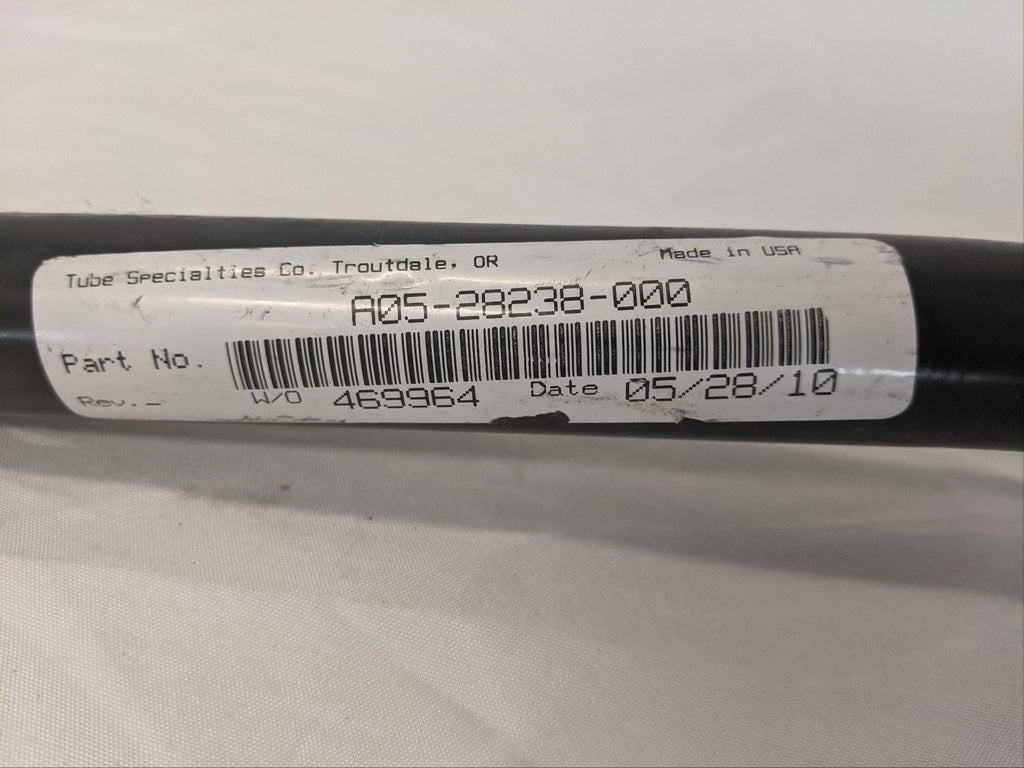 Tube Specialties Co. Troutdale, OR Made in USA
A05-28238-000
Part No.
Rev. _ W/O 469964 Date 05/28/10